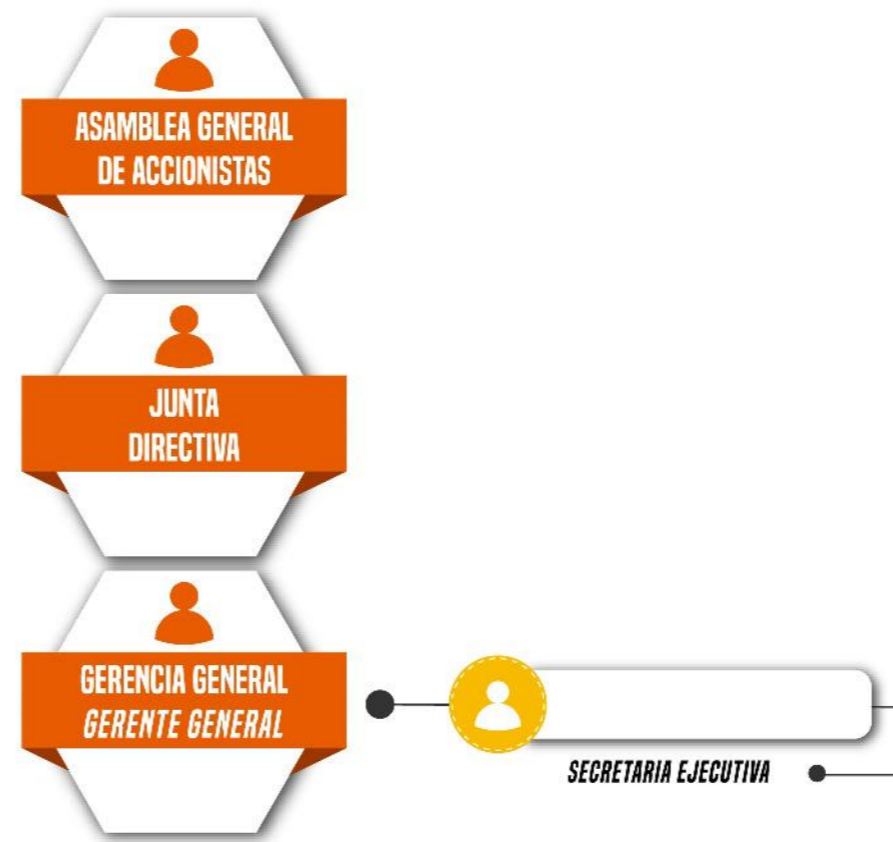 ASAMBLEA GENERAL
DE ACCIONISTAS
JUNTA
DIRECTIVA
GERENCIA GENERAL
GERENTE GENERAL
SECRETARIA EJECUTIVA